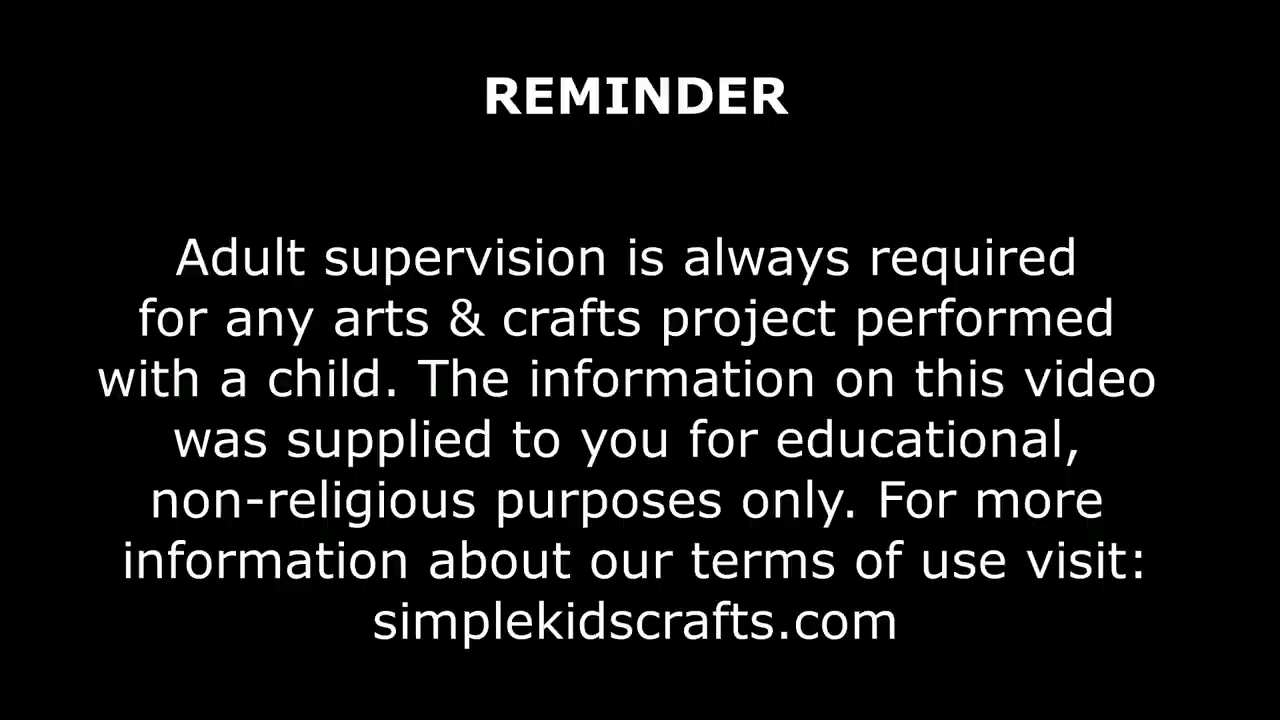 REMINDER
Adult supervision is always required
for any arts & crafts project performed
with a child. The information on this video
was supplied to you for educational,
non-religious purposes only. For more
information about our terms of use visit:
simplekidscrafts.com